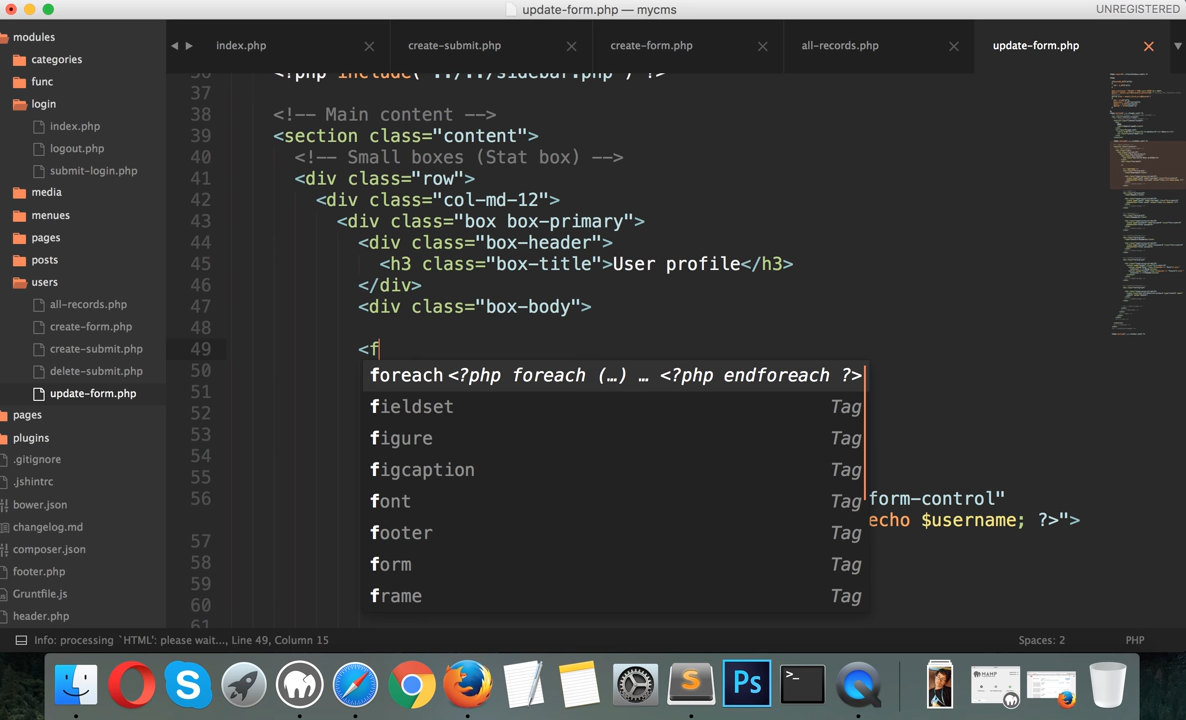 update-form.php — mycms
UNREGISTERED
modules
categories
func
login
index.php
logout.php
submit-login.php
media
menues
pages
posts
users
all-records.php
create-form.php
create-submit.php
delete-submit.php
update-form.php
pages
plugins
.gitignore
.jshintrc
bower.json
changelog.md
composer.json
footer.php
Gruntfile.js
header.php
index.php
create-submit.php
create-form.php
all-records.php
update-form.php
36 <?php include('../../sidebar.php') ?>
37
38 <!-- Main content -->
39 <section class="content">
40 <!-- Small boxes (Stat box) -->
41 <div class="row">
42 <div class="col-md-12">
43 <div class="box box-primary">
44 <div class="box-header">
45 <h3 class="box-title">User profile</h3>
46 </div>
47 <div class="box-body">
48
49 <f
50
51
52
53
54
55
56 form-control"
echo $username; ?>">
57
58
59
60
61
foreach <?php foreach (…) … <?php endforeach ?>
fieldset Tag
figure Tag
figcaption Tag
font Tag
footer Tag
form Tag
frame Tag
Info: processing `HTML': please wait..., Line 49, Column 15
Spaces: 2
PHP
S
S
Ps
>_
MAMP